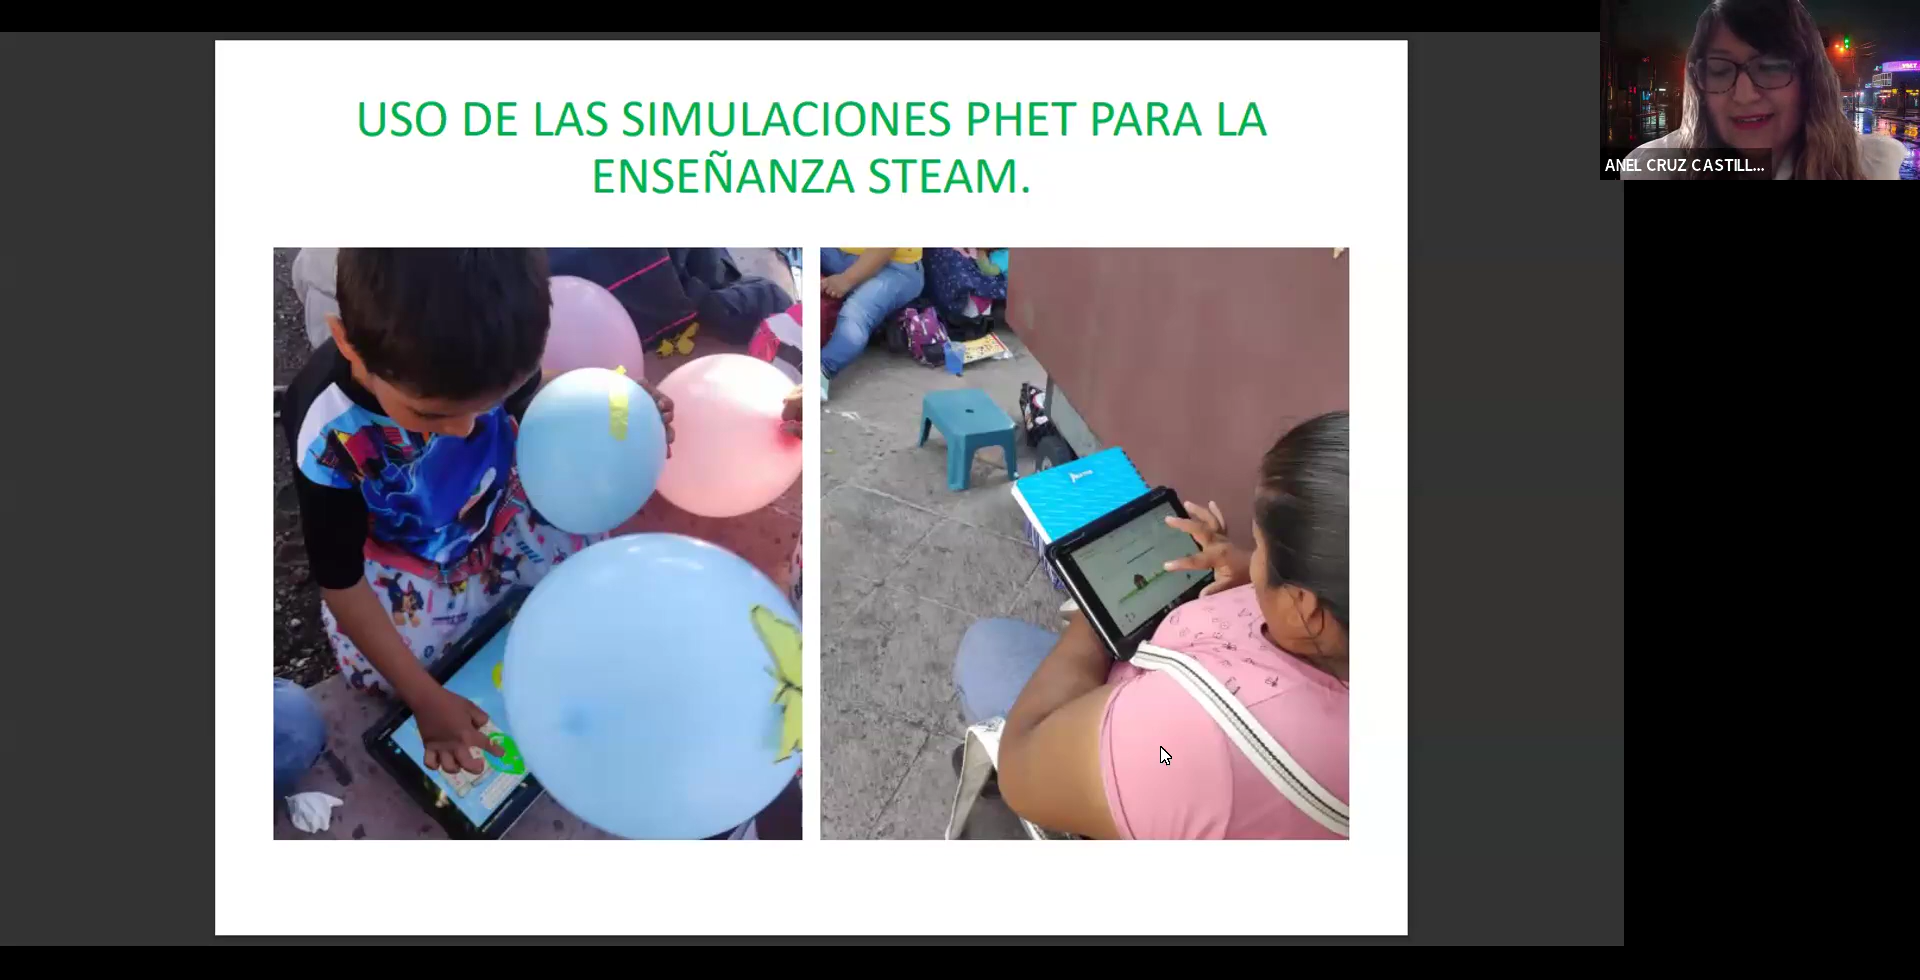 USO DE LAS SIMULACIONES PHET PARA LA
ENSEÑANZA STEAM.
ANEL CRUZ CASTILL...